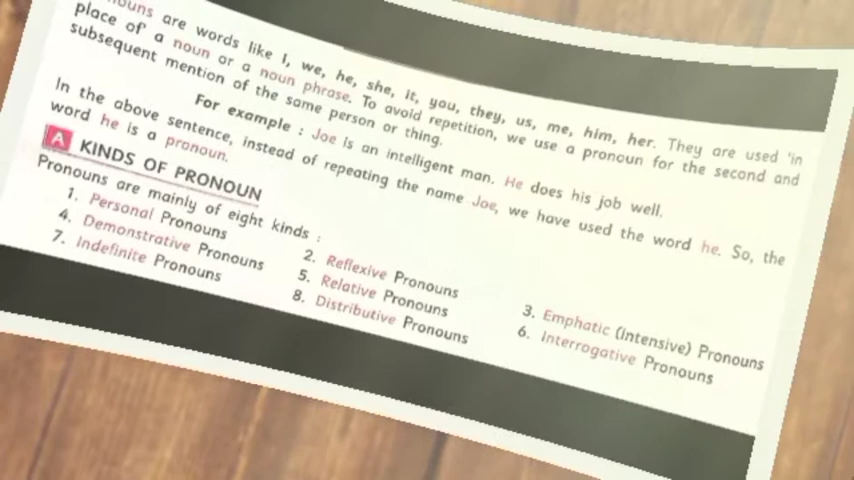 are words like I, we, he, she, it, you, they, us, me, him, her. They are used 'in
place of a noun or a noun phrase. To avoid repetition, we use a pronoun for the second and
subsequent mention of the same person or thing.
For example : Joe is an intelligent man. He does his job well.
In the above sentence, instead of repeating the name Joe, we have used the word he. So, the
word he is a pronoun.
A KINDS OF PRONOUN
Pronouns are mainly of eight kinds :
1. Personal Pronouns 2. Reflexive Pronouns 3. Emphatic (Intensive) Pronouns
4. Demonstrative Pronouns 5. Relative Pronouns 6. Interrogative Pronouns
7. Indefinite Pronouns 8. Distributive Pronouns